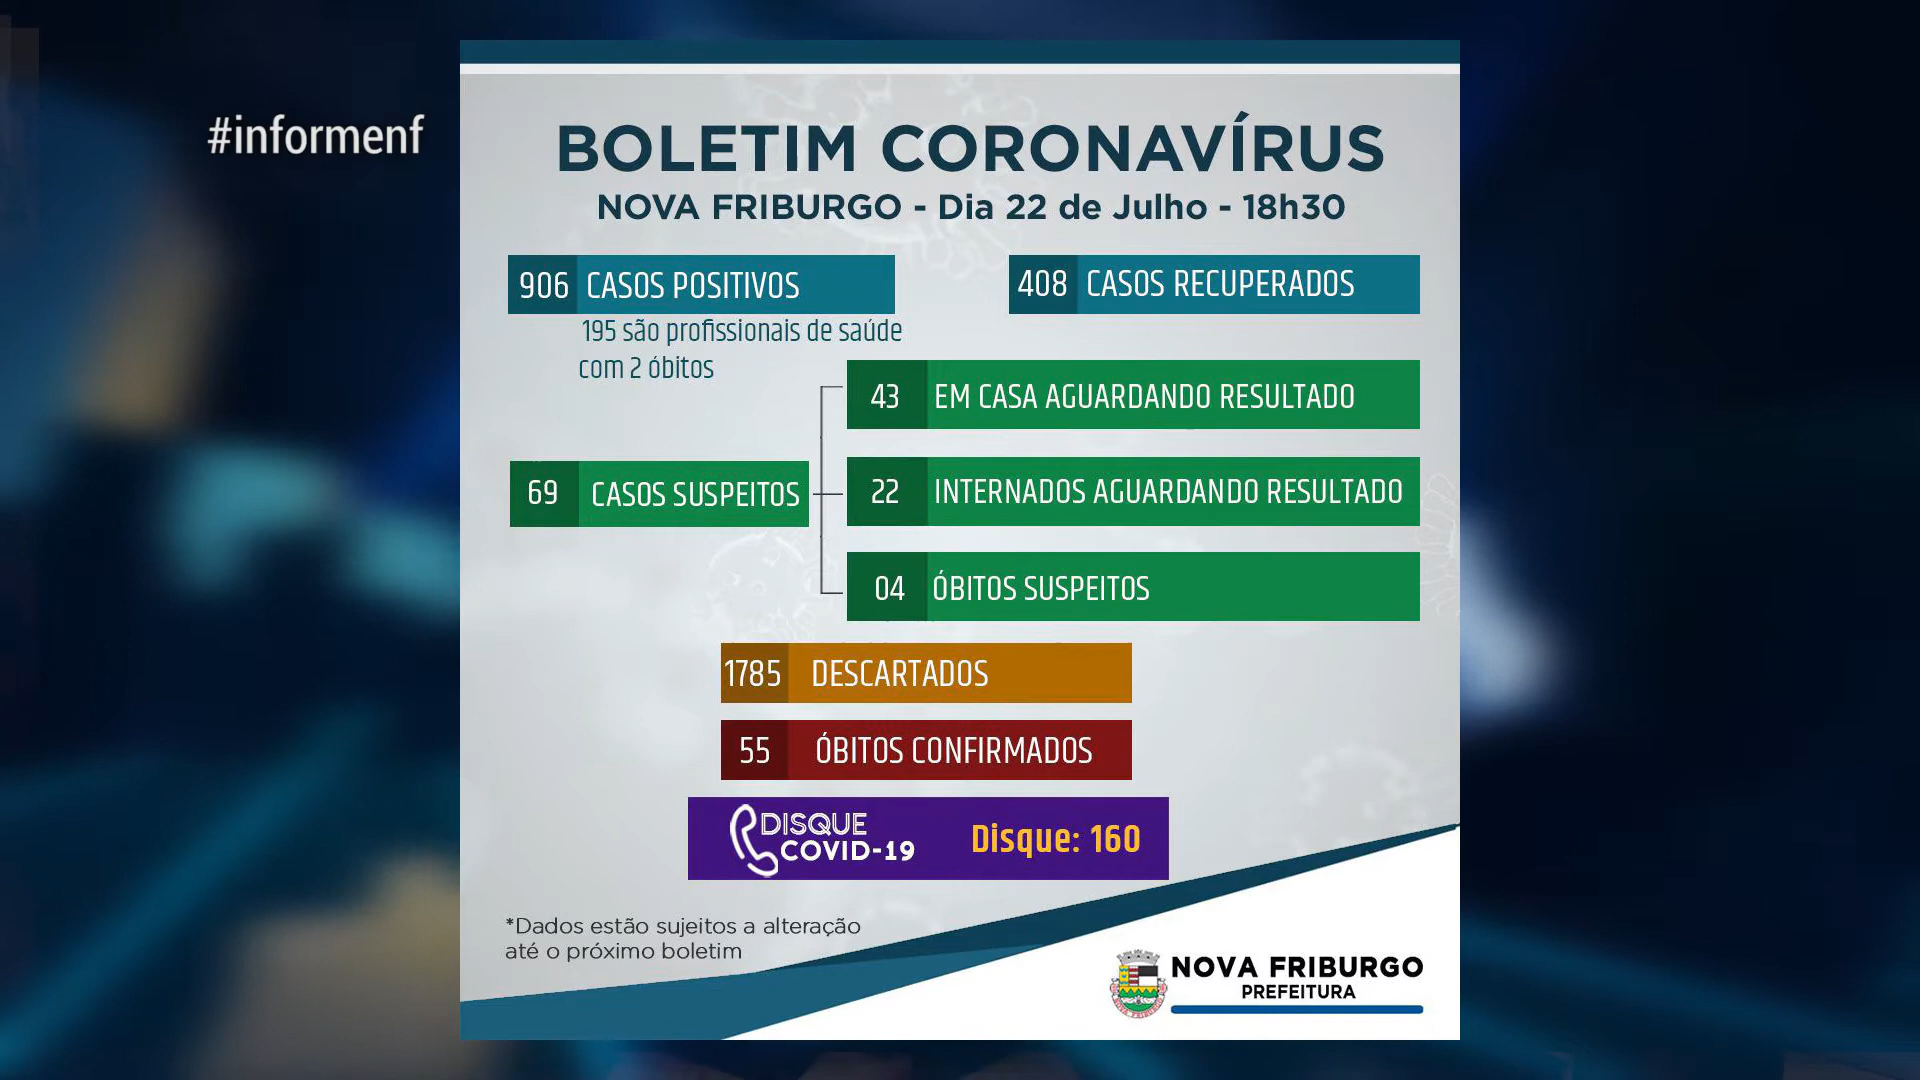 #informenf
BOLETIM CORONAVÍRUS
NOVA FRIBURGO - Dia 22 de Julho - 18h30
906 CASOS POSITIVOS
408 CASOS RECUPERADOS
195 são profissionais de saúde
com 2 óbitos
43 EM CASA AGUARDANDO RESULTADO
69 CASOS SUSPEITOS
22 INTERNADOS AGUARDANDO RESULTADO
04 ÓBITOS SUSPEITOS
1785 DESCARTADOS
55 ÓBITOS CONFIRMADOS
DISQUE
COVID-19
Disque: 160
*Dados estão sujeitos a alteração
até o próximo boletim
NOVA FRIBURGO
PREFEITURA